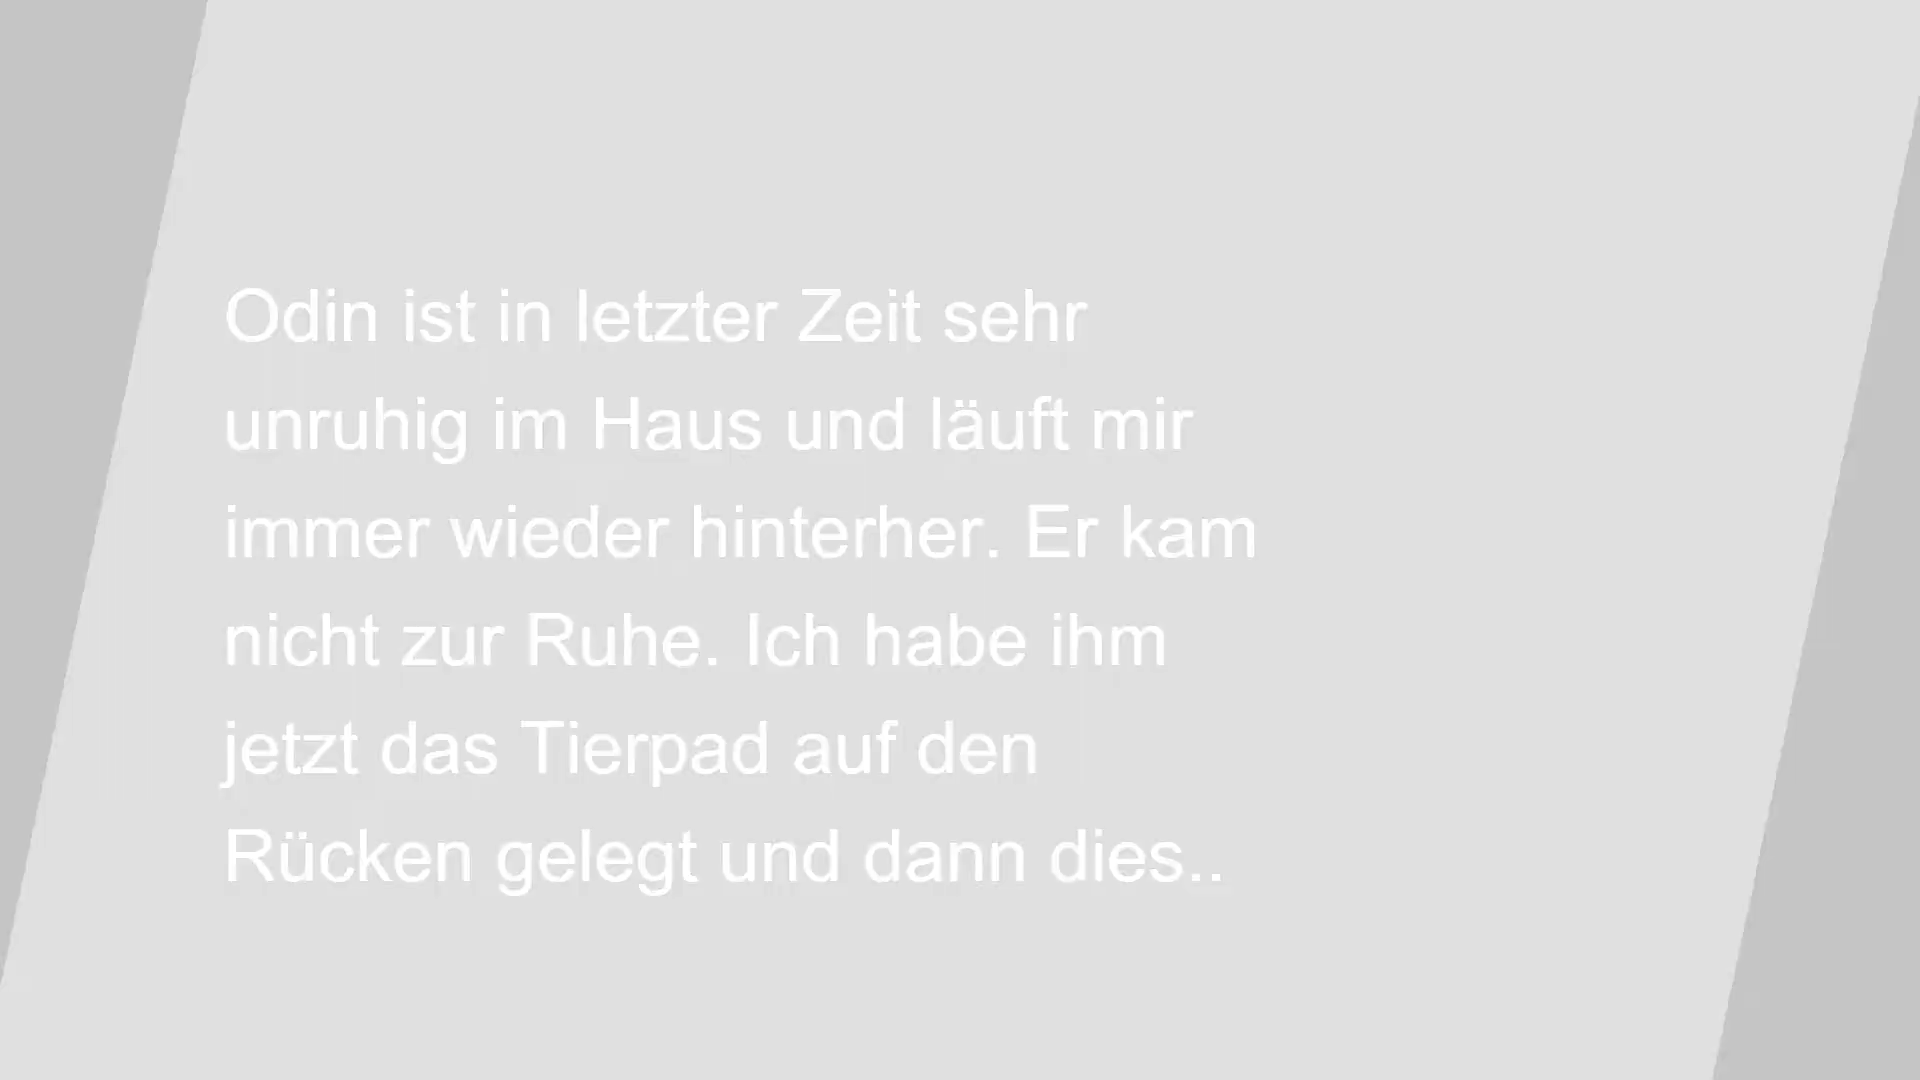 Odin ist in letzter Zeit sehr
unruhig im Haus und läuft mir
immer wieder hinterher. Er kam
nicht zur Ruhe. Ich habe ihm
jetzt das Tierpad auf den
Rücken gelegt und dann dies..